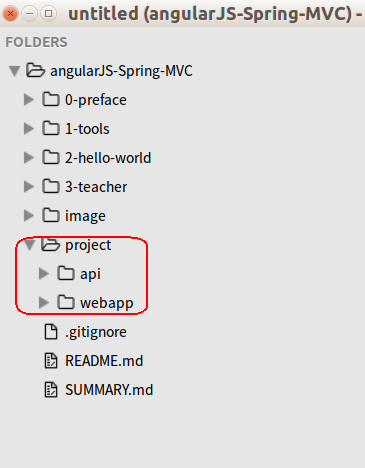 untitled (angularJS-Spring-MVC) -
FOLDERS
angularJS-Spring-MVC
0-preface
1-tools
2-hello-world
3-teacher
image
project
api
webapp
.gitignore
README.md
SUMMARY.md